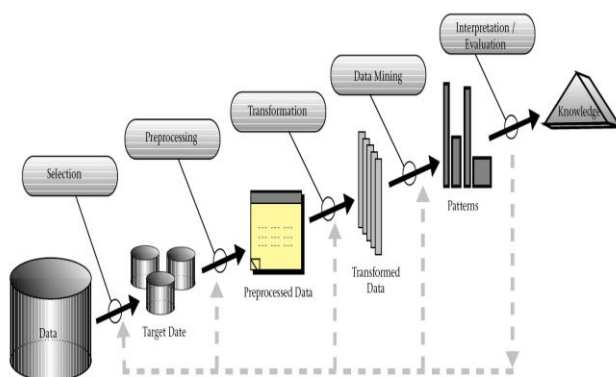 Interpretation /
Evaluation
Data Mining
Transformation
Preprocessing
Selection
Knowledge
Patterns
Transformed
Data
Preprocessed Data
Target Date
Data